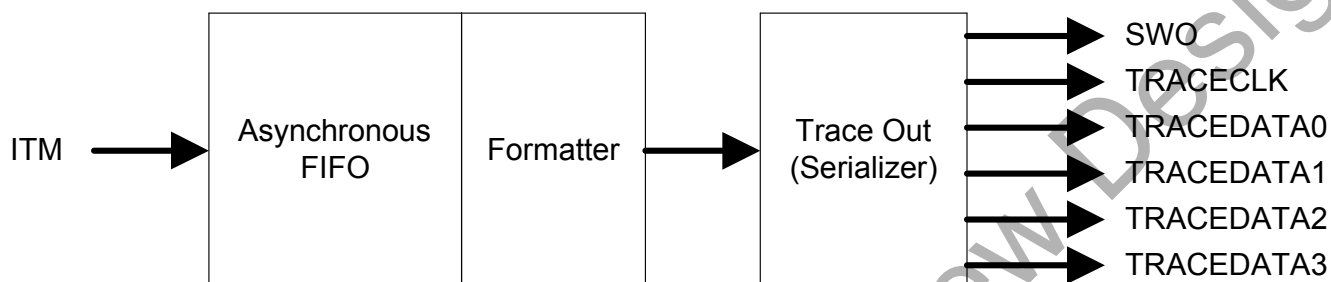 ITM
Asynchronous
FIFO
Formatter
Trace Out
(Serializer)
SWO
TRACECLK
TRACEDATA0
TRACEDATA1
TRACEDATA2
TRACEDATA3